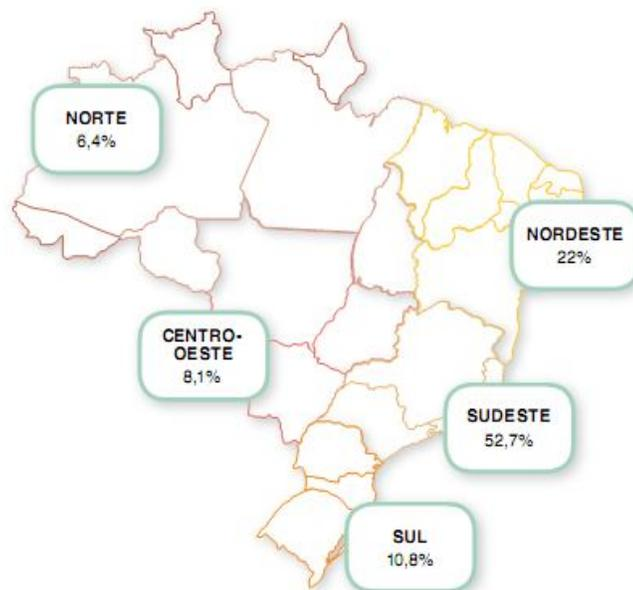 NORTE
6,4%
NORDESTE
22%
CENTRO-
OESTE
8,1%
SUDESTE
52,7%
SUL
10,8%